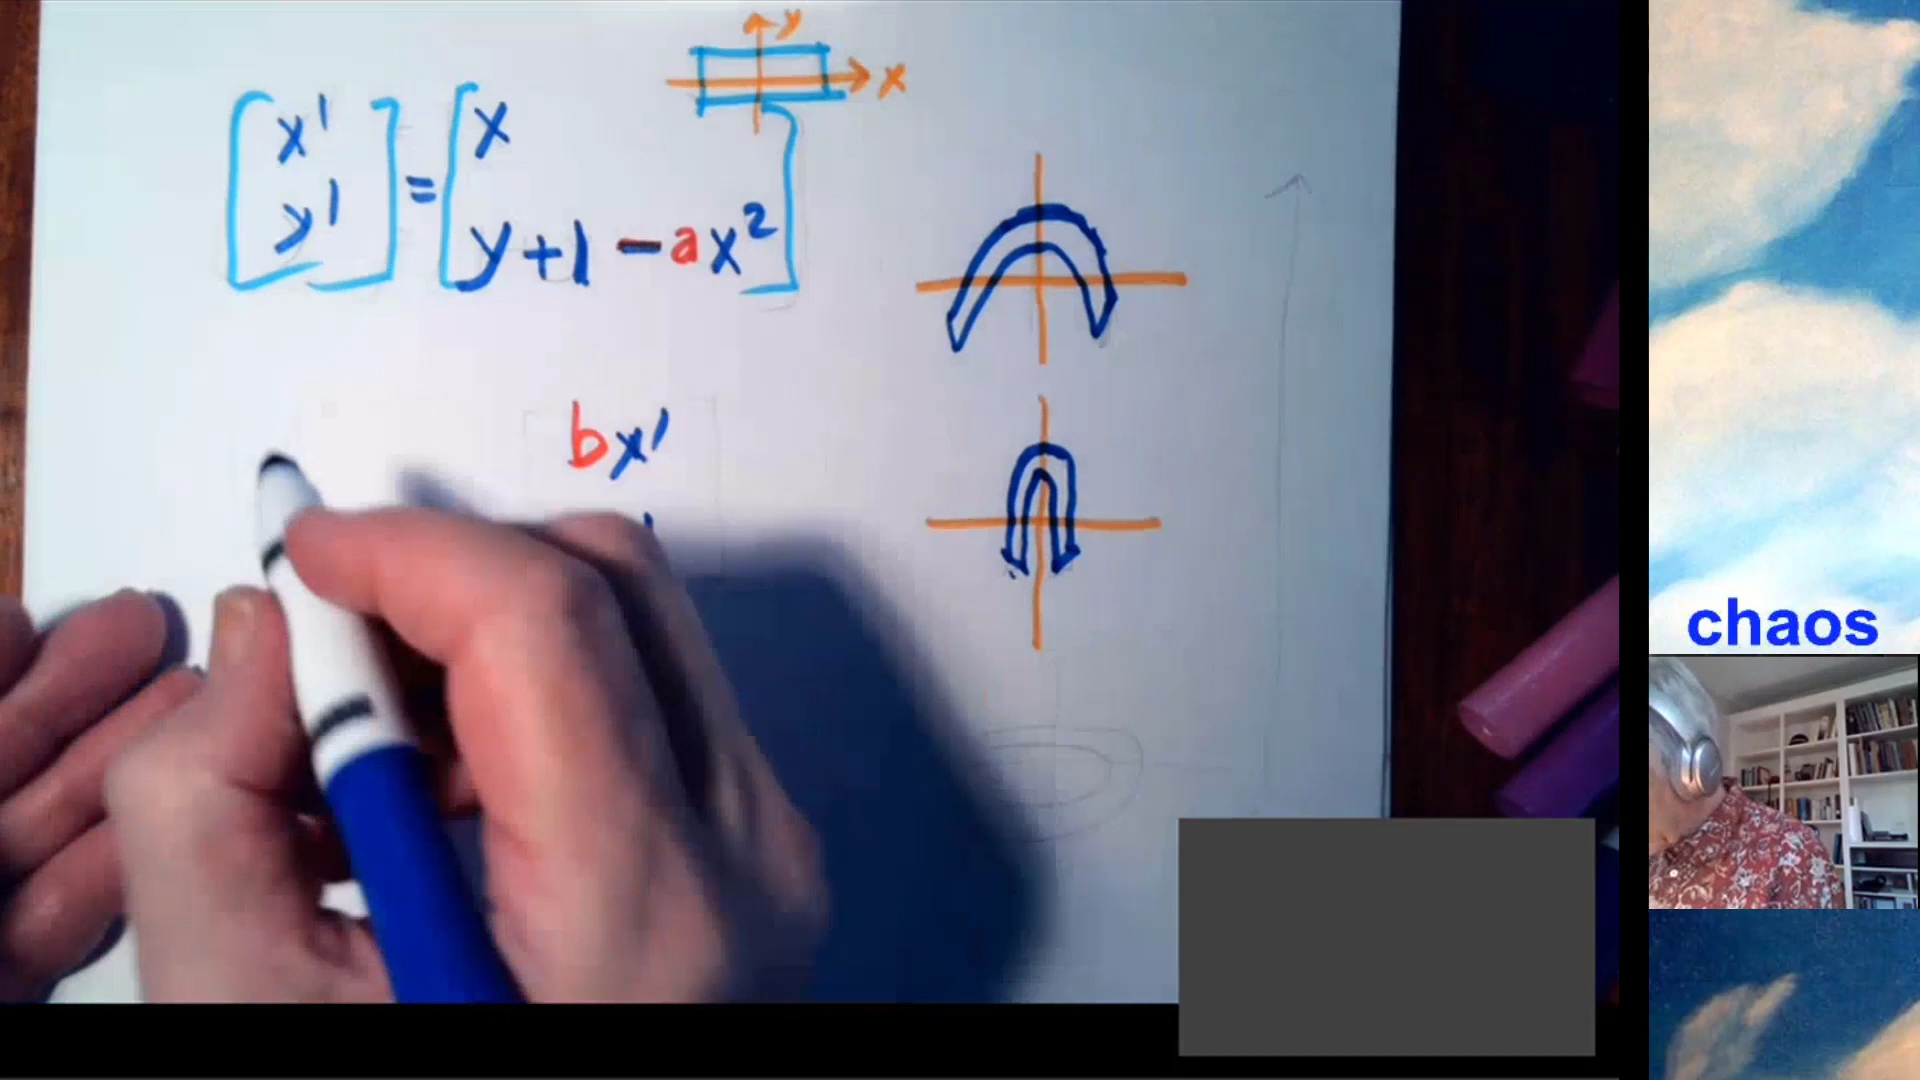 y
x
[x'] = [x
y'] y+1 -ax²]
bx'
chaos